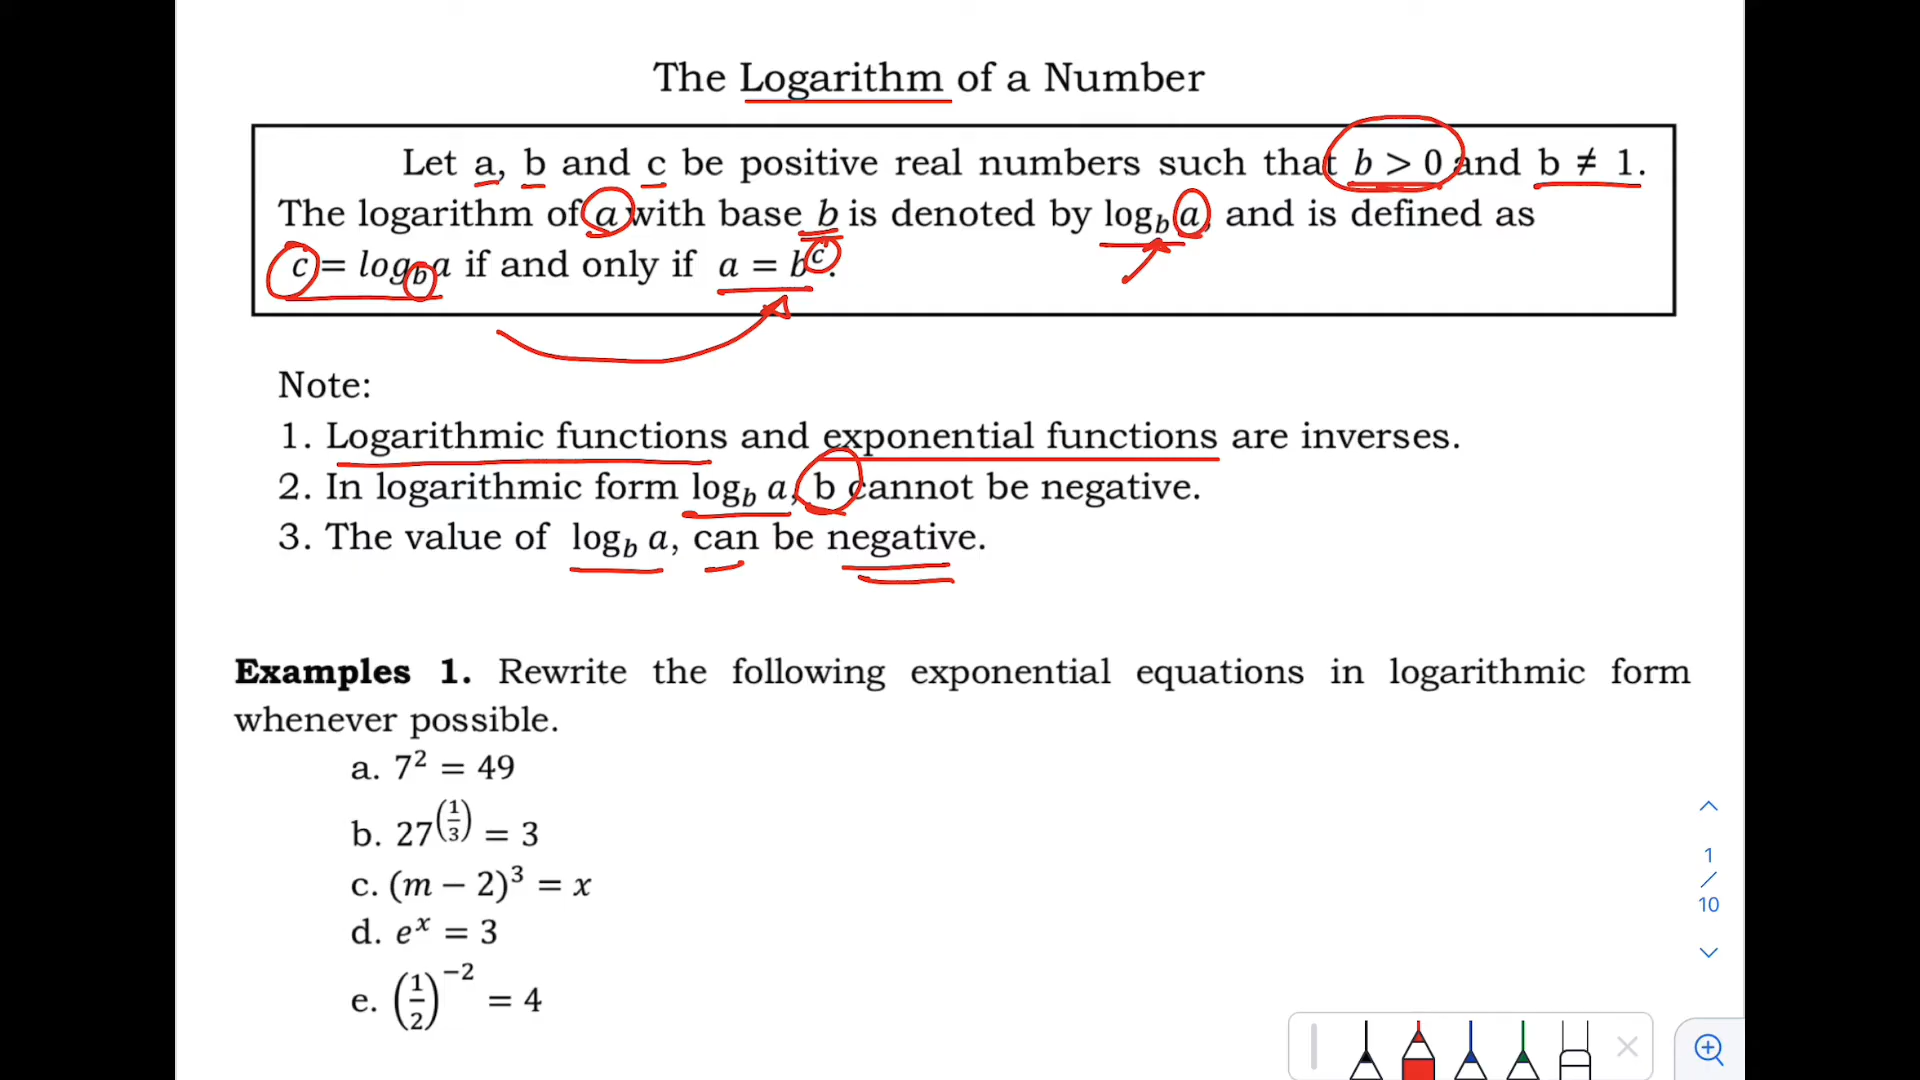 The Logarithm of a Number
Let a, b and c be positive real numbers such that b > 0 and b ≠ 1.
The logarithm of a with base b is denoted by log_b a, and is defined as
c = log_b a if and only if a = b^c.
Note:
1. Logarithmic functions and exponential functions are inverses.
2. In logarithmic form log_b a, b cannot be negative.
3. The value of log_b a, can be negative.
Examples 1. Rewrite the following exponential equations in logarithmic form
whenever possible.
a. 7² = 49
b. 27^(1/3) = 3
c. (m − 2)³ = x
d. eˣ = 3
e. (1/2)⁻² = 4
1
/
10